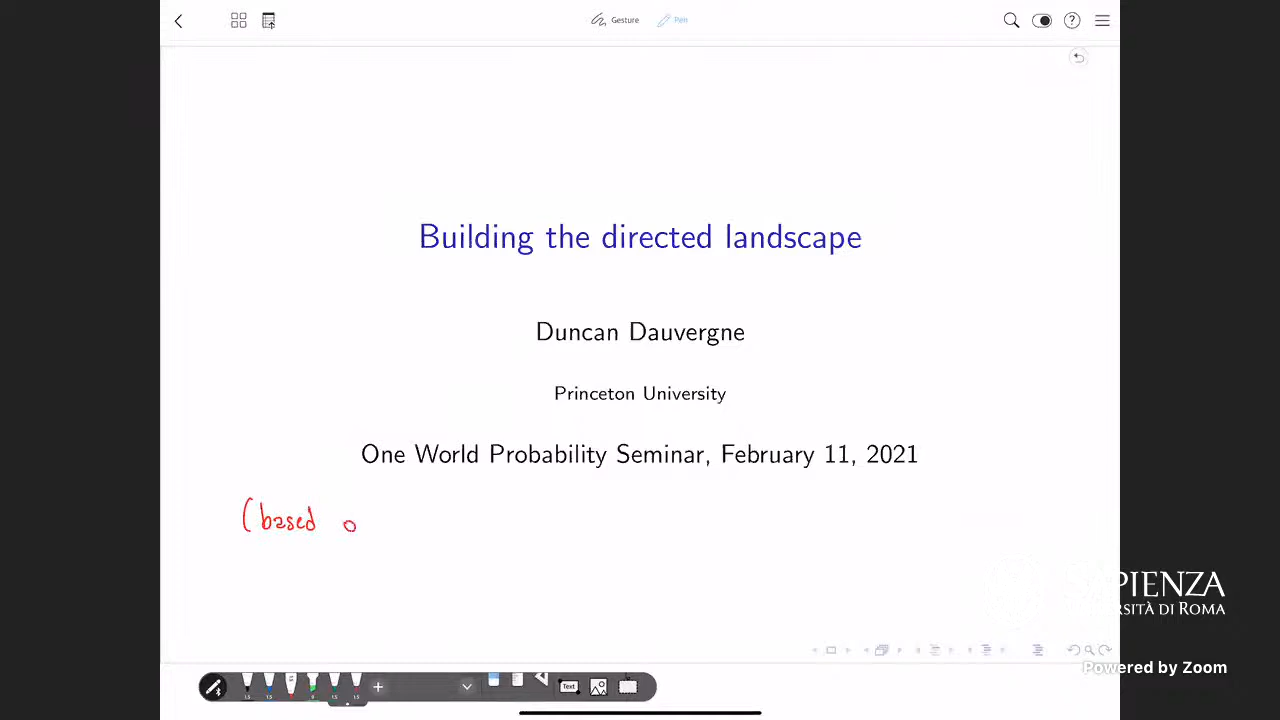 Gesture Pen
Building the directed landscape
Duncan Dauvergne
Princeton University
One World Probability Seminar, February 11, 2021
(based o
PIENZA
RSITÀ DI ROMA
Powered by Zoom
Text